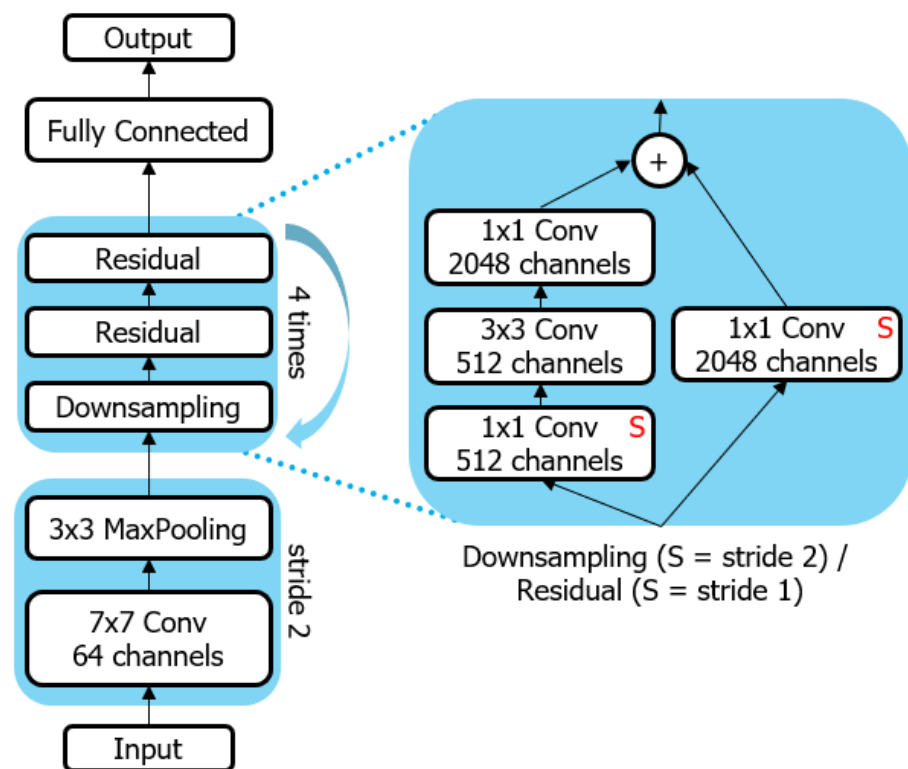 Output
Fully Connected
Residual
Residual
Downsampling
4 times
3x3 MaxPooling
7x7 Conv
64 channels
stride 2
Input
+
1x1 Conv
2048 channels
3x3 Conv
512 channels
1x1 Conv S
512 channels
1x1 Conv S
2048 channels
Downsampling (S = stride 2) /
Residual (S = stride 1)